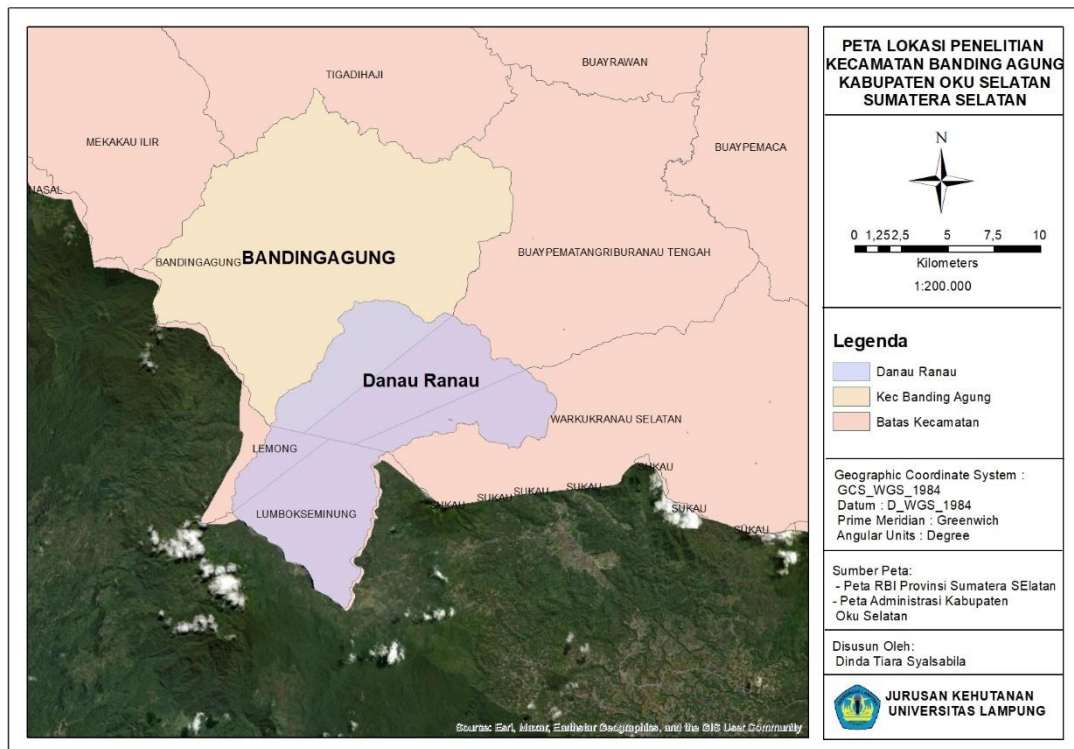 TIGADIHAJI
BUAYRAWAN
MEKAKAU ILIR
BUAYPEMACA
NASAL
BANDINGAGUNG
BANDINGAGUNG
BUAYPEMATANGRIBURANAU TENGAH
Danau Ranau
WARKUKRANAU SELATAN
LEMONG
SUKAU
SUKAU
SUKAU
SUKAU
SUKAU
SUKAU
SUKAU
LUMBOKSEMINUNG
Source: Esri, Maxar, Earthstar Geographics, and the GIS User Community
PETA LOKASI PENELITIAN
KECAMATAN BANDING AGUNG
KABUPATEN OKU SELATAN
SUMATERA SELATAN
N
0 1,25 2,5 5 7,5 10
Kilometers
1:200.000
Legenda
Danau Ranau
Kec Banding Agung
Batas Kecamatan
Geographic Coordinate System :
GCS_WGS_1984
Datum : D_WGS_1984
Prime Meridian : Greenwich
Angular Units : Degree
Sumber Peta:
- Peta RBI Provinsi Sumatera SElatan
- Peta Administrasi Kabupaten
Oku Selatan
Disusun Oleh:
Dinda Tiara Syalsabila
JURUSAN KEHUTANAN
UNIVERSITAS LAMPUNG